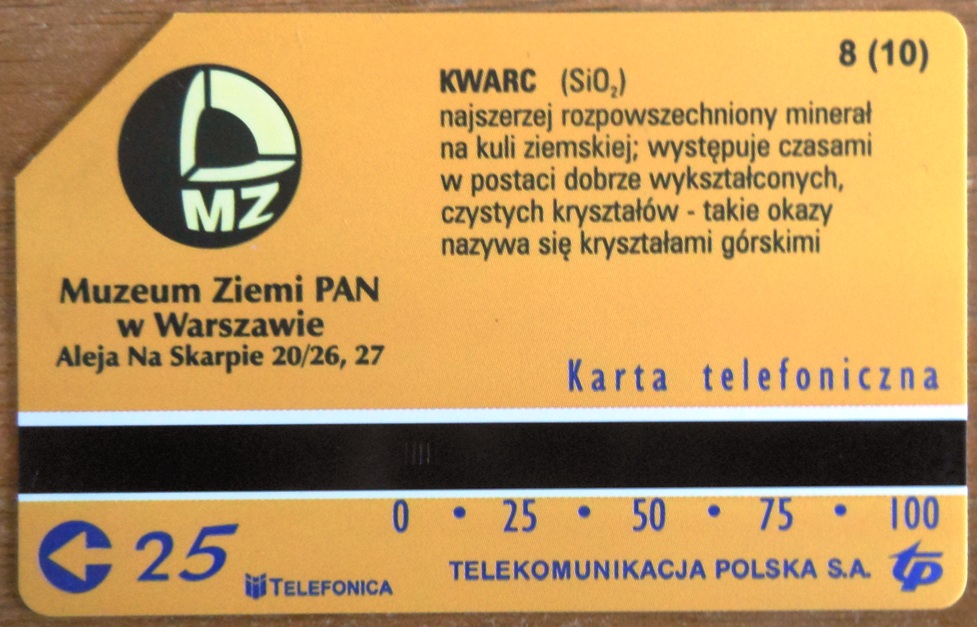 8 (10)
KWARC (SiO₂)
najszerzej rozpowszechniony minerał
na kuli ziemskiej; występuje czasami
w postaci dobrze wykształconych,
czystych kryształów - takie okazy
nazywa się kryształami górskimi
MZ
Muzeum Ziemi PAN
w Warszawie
Aleja Na Skarpie 20/26, 27
Karta telefoniczna
0 • 25 • 50 • 75 • 100
25
TELEFONICA
TELEKOMUNIKACJA POLSKA S.A.
tp